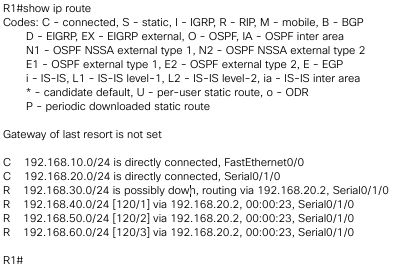 R1#show ip route
Codes: C - connected, S - static, I - IGRP, R - RIP, M - mobile, B - BGP
D - EIGRP, EX - EIGRP external, O - OSPF, IA - OSPF inter area
N1 - OSPF NSSA external type 1, N2 - OSPF NSSA external type 2
E1 - OSPF external type 1, E2 - OSPF external type 2, E - EGP
i - IS-IS, L1 - IS-IS level-1, L2 - IS-IS level-2, ia - IS-IS inter area
* - candidate default, U - per-user static route, o - ODR
P - periodic downloaded static route
Gateway of last resort is not set
C 192.168.10.0/24 is directly connected, FastEthernet0/0
C 192.168.20.0/24 is directly connected, Serial0/1/0
R 192.168.30.0/24 is possibly down, routing via 192.168.20.2, Serial0/1/0
R 192.168.40.0/24 [120/1] via 192.168.20.2, 00:00:23, Serial0/1/0
R 192.168.50.0/24 [120/2] via 192.168.20.2, 00:00:23, Serial0/1/0
R 192.168.60.0/24 [120/3] via 192.168.20.2, 00:00:23, Serial0/1/0
R1#